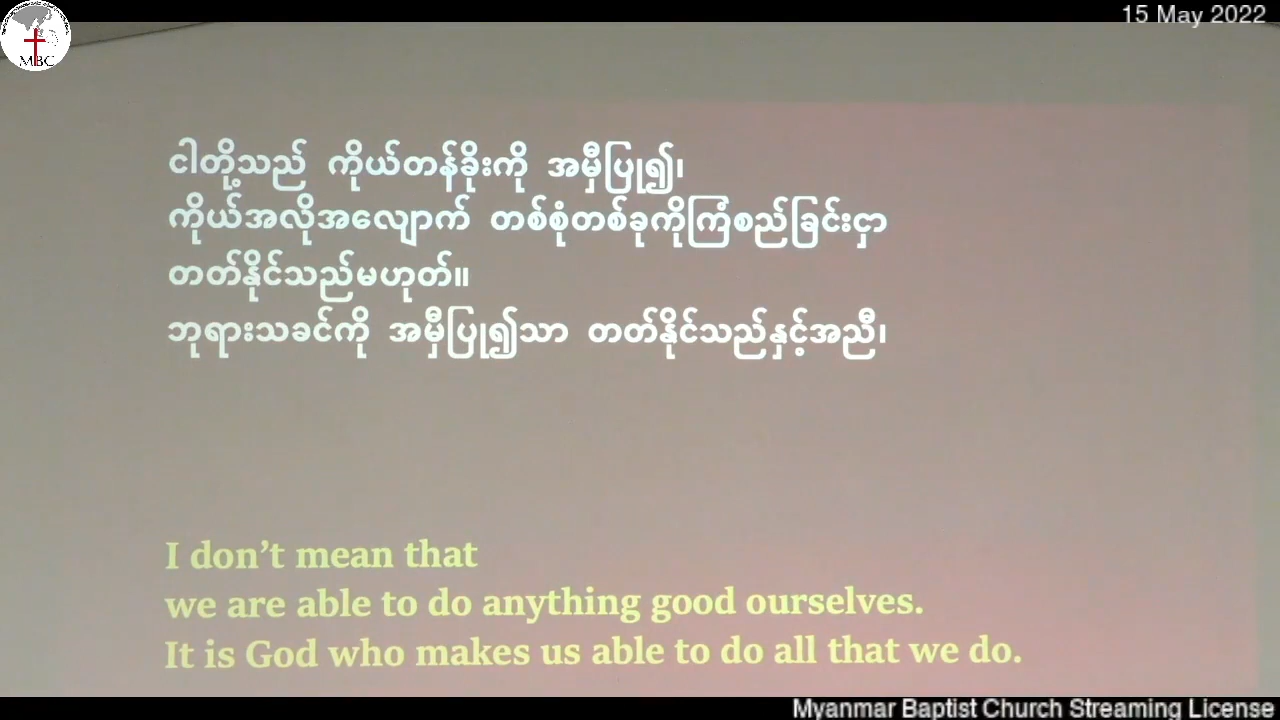 15 May 2022
MBC
ငါတို့သည် ကိုယ်တန်ခိုးကို အမှီပြု၍၊
ကိုယ်အလိုအလျောက် တစ်စုံတစ်ခုကိုကြံစည်ခြင်းငှာ
တတ်နိုင်သည်မဟုတ်။
ဘုရားသခင်ကို အမှီပြု၍သာ တတ်နိုင်သည်နှင့်အညီ၊
I don’t mean that
we are able to do anything good ourselves.
It is God who makes us able to do all that we do.
Myanmar Baptist Church Streaming License